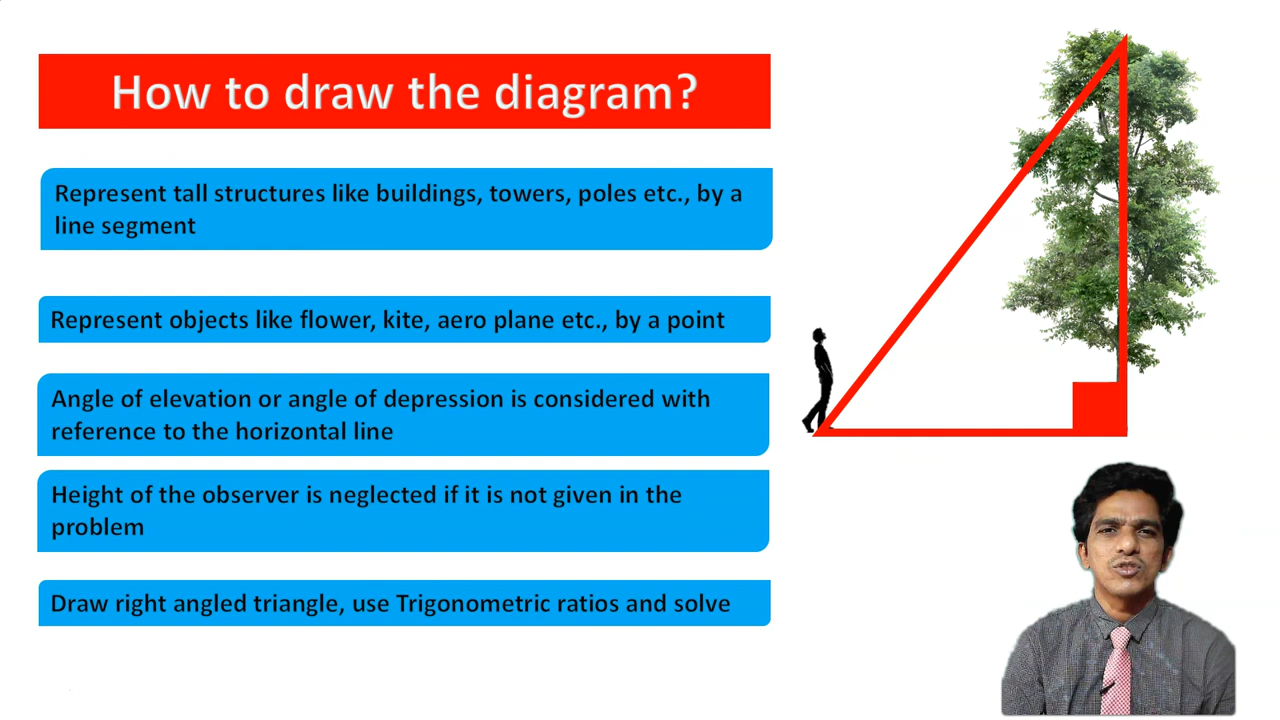 How to draw the diagram?
Represent tall structures like buildings, towers, poles etc., by a
line segment
Represent objects like flower, kite, aero plane etc., by a point
Angle of elevation or angle of depression is considered with
reference to the horizontal line
Height of the observer is neglected if it is not given in the
problem
Draw right angled triangle, use Trigonometric ratios and solve